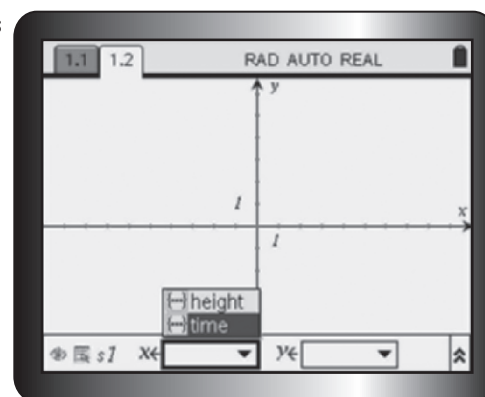 s
1.1 1.2 RAD AUTO REAL
y
1
x
1
height
time
s1 x← y←